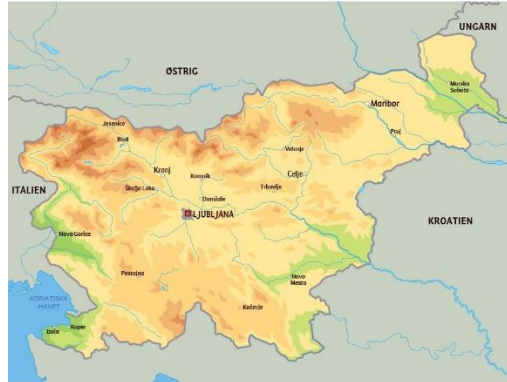 UNGARN
ØSTRIG
Murska
Sobota
Maribor
Ptuj
Jesenice
Bled
Velenje
Kranj
Kamnik
Celje
Škofja Loka
Trbovlje
Domžale
ITALIEN
LJUBLJANA
KROATIEN
Nova Gorica
Postojna
Novo
Mesto
ADRIATISKA
HAVET
Kočevje
Koper
Izola